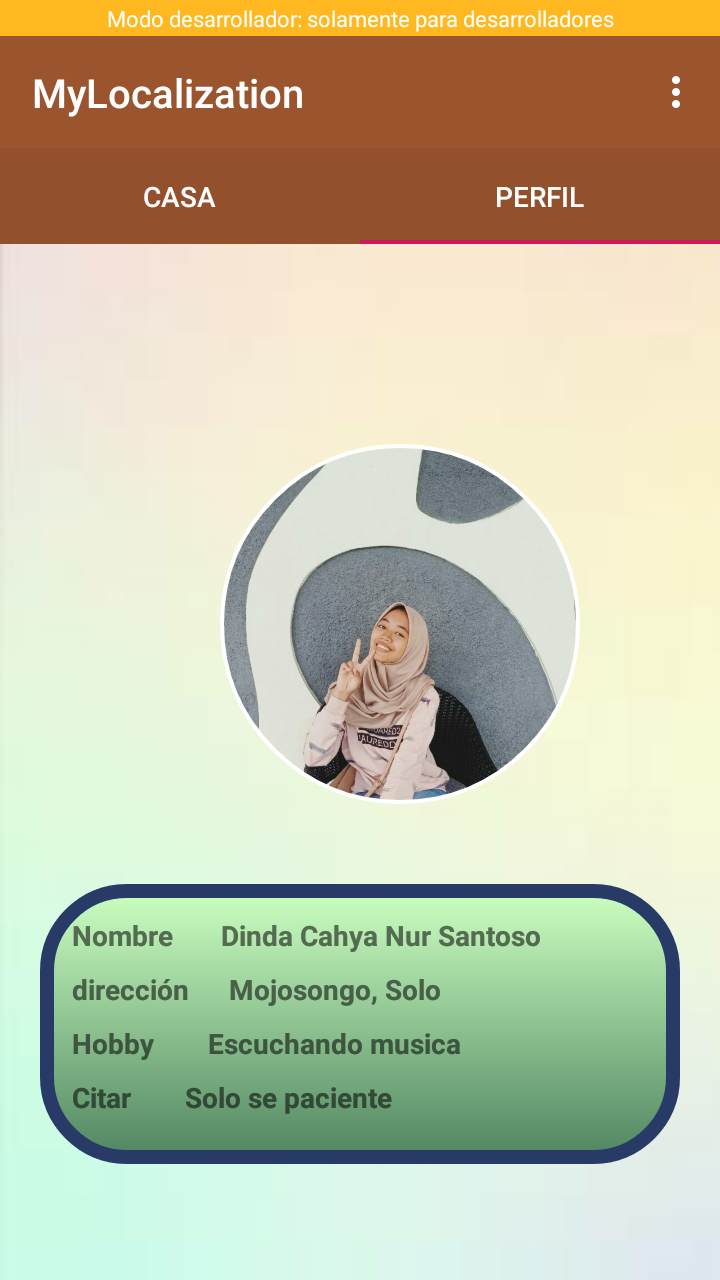 Modo desarrollador: solamente para desarrolladores
MyLocalization
CASA PERFIL
Nombre Dinda Cahya Nur Santoso
dirección Mojosongo, Solo
Hobby Escuchando musica
Citar Solo se paciente